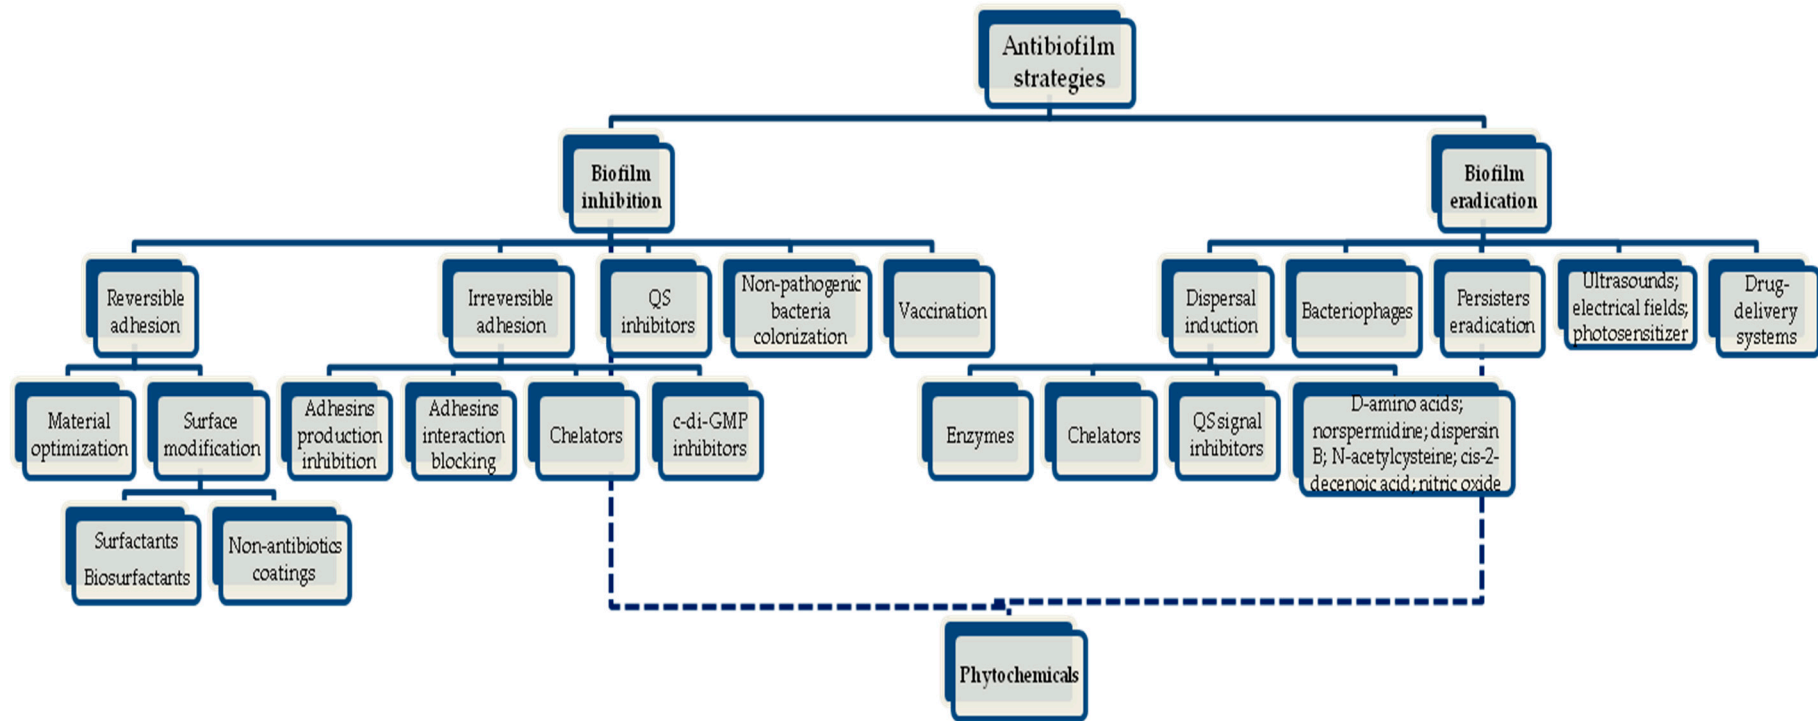 Antibiofilm
strategies
Biofilm
inhibition
Biofilm
eradication
Reversible
adhesion
Irreversible
adhesion
QS
inhibitors
Non-pathogenic
bacteria
colonization
Vaccination
Dispersal
induction
Bacteriophages
Persisters
eradication
Ultrasounds;
electrical fields;
photosensitizer
Drug-
delivery
systems
Material
optimization
Surface
modification
Adhesins
production
inhibition
Adhesins
interaction
blocking
Chelators
c-di-GMP
inhibitors
Enzymes
Chelators
QS signal
inhibitors
D-amino acids;
norspermidine; dispersin
B; N-acetylcysteine; cis-2-
decenoic acid; nitric oxide
Surfactants
Biosurfactants
Non-antibiotics
coatings
Phytochemicals